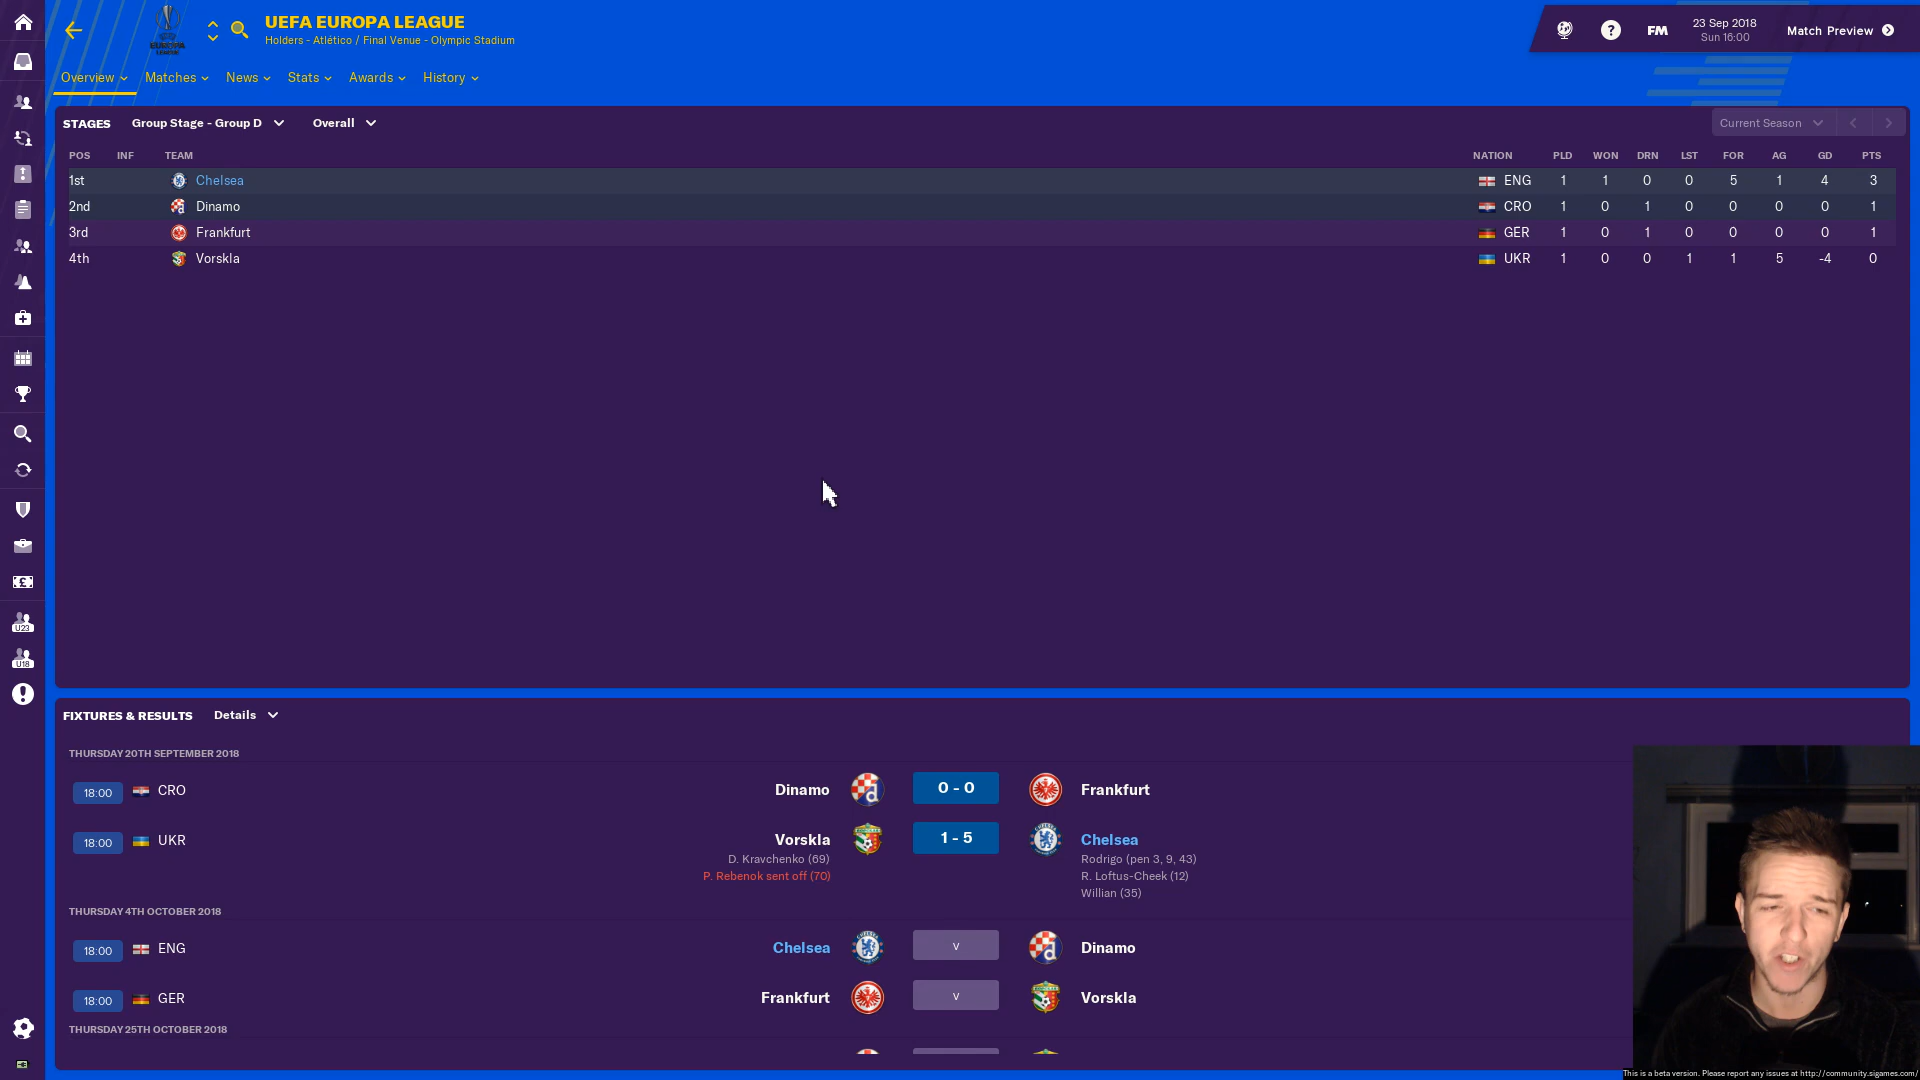 UEFA EUROPA LEAGUE
Holders - Atlético / Final Venue - Olympic Stadium
FM
23 Sep 2018
Sun 16:00
Match Preview
Overview Matches News Stats Awards History
STAGES Group Stage - Group D Overall Current Season
POS INF TEAM NATION PLD WON DRN LST FOR AG GD PTS
1st Chelsea ENG 1 1 0 0 5 1 4 3
2nd Dinamo CRO 1 0 1 0 0 0 0 1
3rd Frankfurt GER 1 0 1 0 0 0 0 1
4th Vorskla UKR 1 0 0 1 1 5 -4 0
U23
U18
FIXTURES & RESULTS Details
THURSDAY 20TH SEPTEMBER 2018
18:00 CRO Dinamo 0 - 0 Frankfurt
18:00 UKR Vorskla 1 - 5 Chelsea
D. Kravchenko (69) Rodrigo (pen 3, 9, 43)
P. Rebenok sent off (70) R. Loftus-Cheek (12)
Willian (35)
THURSDAY 4TH OCTOBER 2018
18:00 ENG Chelsea v Dinamo
18:00 GER Frankfurt v Vorskla
THURSDAY 25TH OCTOBER 2018
This is a beta version. Please report any issues at http://community.sigames.com/